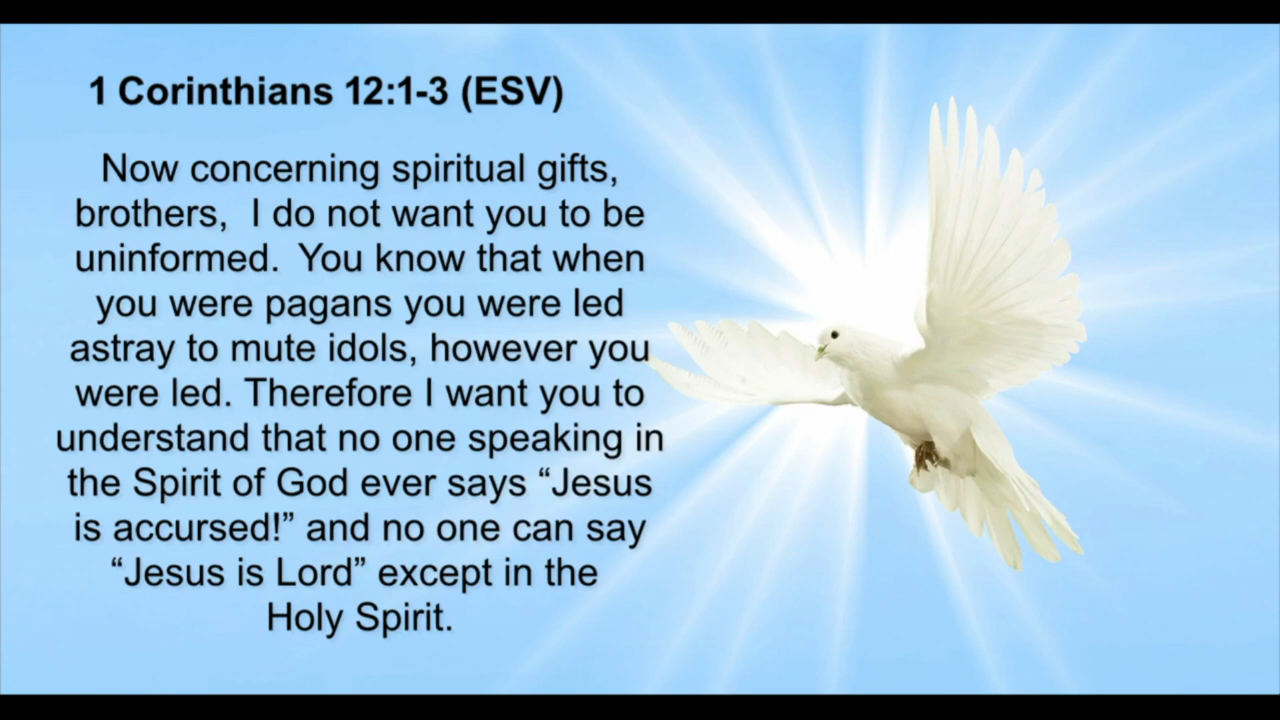 1 Corinthians 12:1-3 (ESV)
Now concerning spiritual gifts,
brothers,  I do not want you to be
uninformed.  You know that when
you were pagans you were led
astray to mute idols, however you
were led. Therefore I want you to
understand that no one speaking in
the Spirit of God ever says “Jesus
is accursed!” and no one can say
“Jesus is Lord” except in the
Holy Spirit.